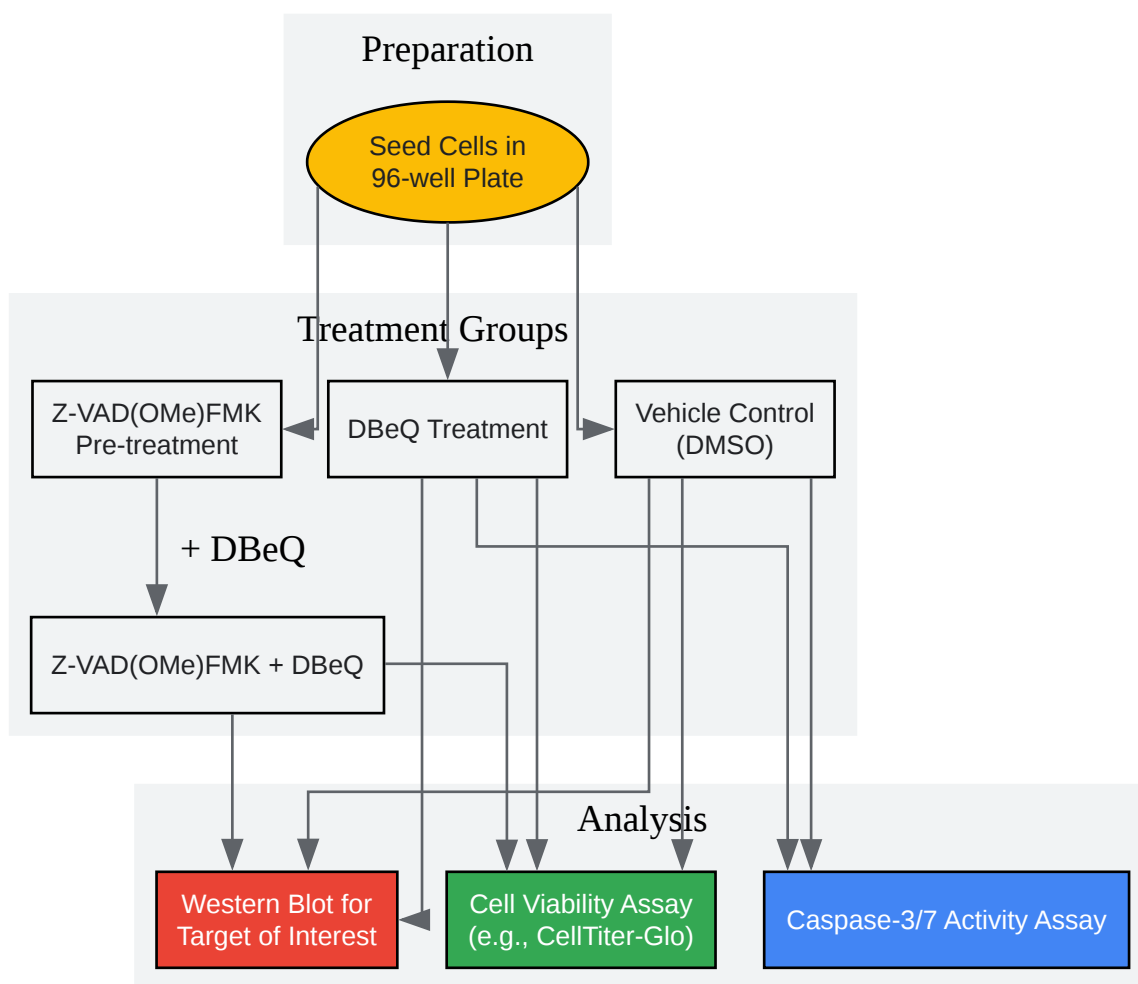 Preparation
Seed Cells in
96-well Plate
Treatment Groups
Z-VAD(OMe)FMK
Pre-treatment
DBeQ Treatment
Vehicle Control
(DMSO)
+ DBeQ
Z-VAD(OMe)FMK + DBeQ
Analysis
Western Blot for
Target of Interest
Cell Viability Assay
(e.g., CellTiter-Glo)
Caspase-3/7 Activity Assay